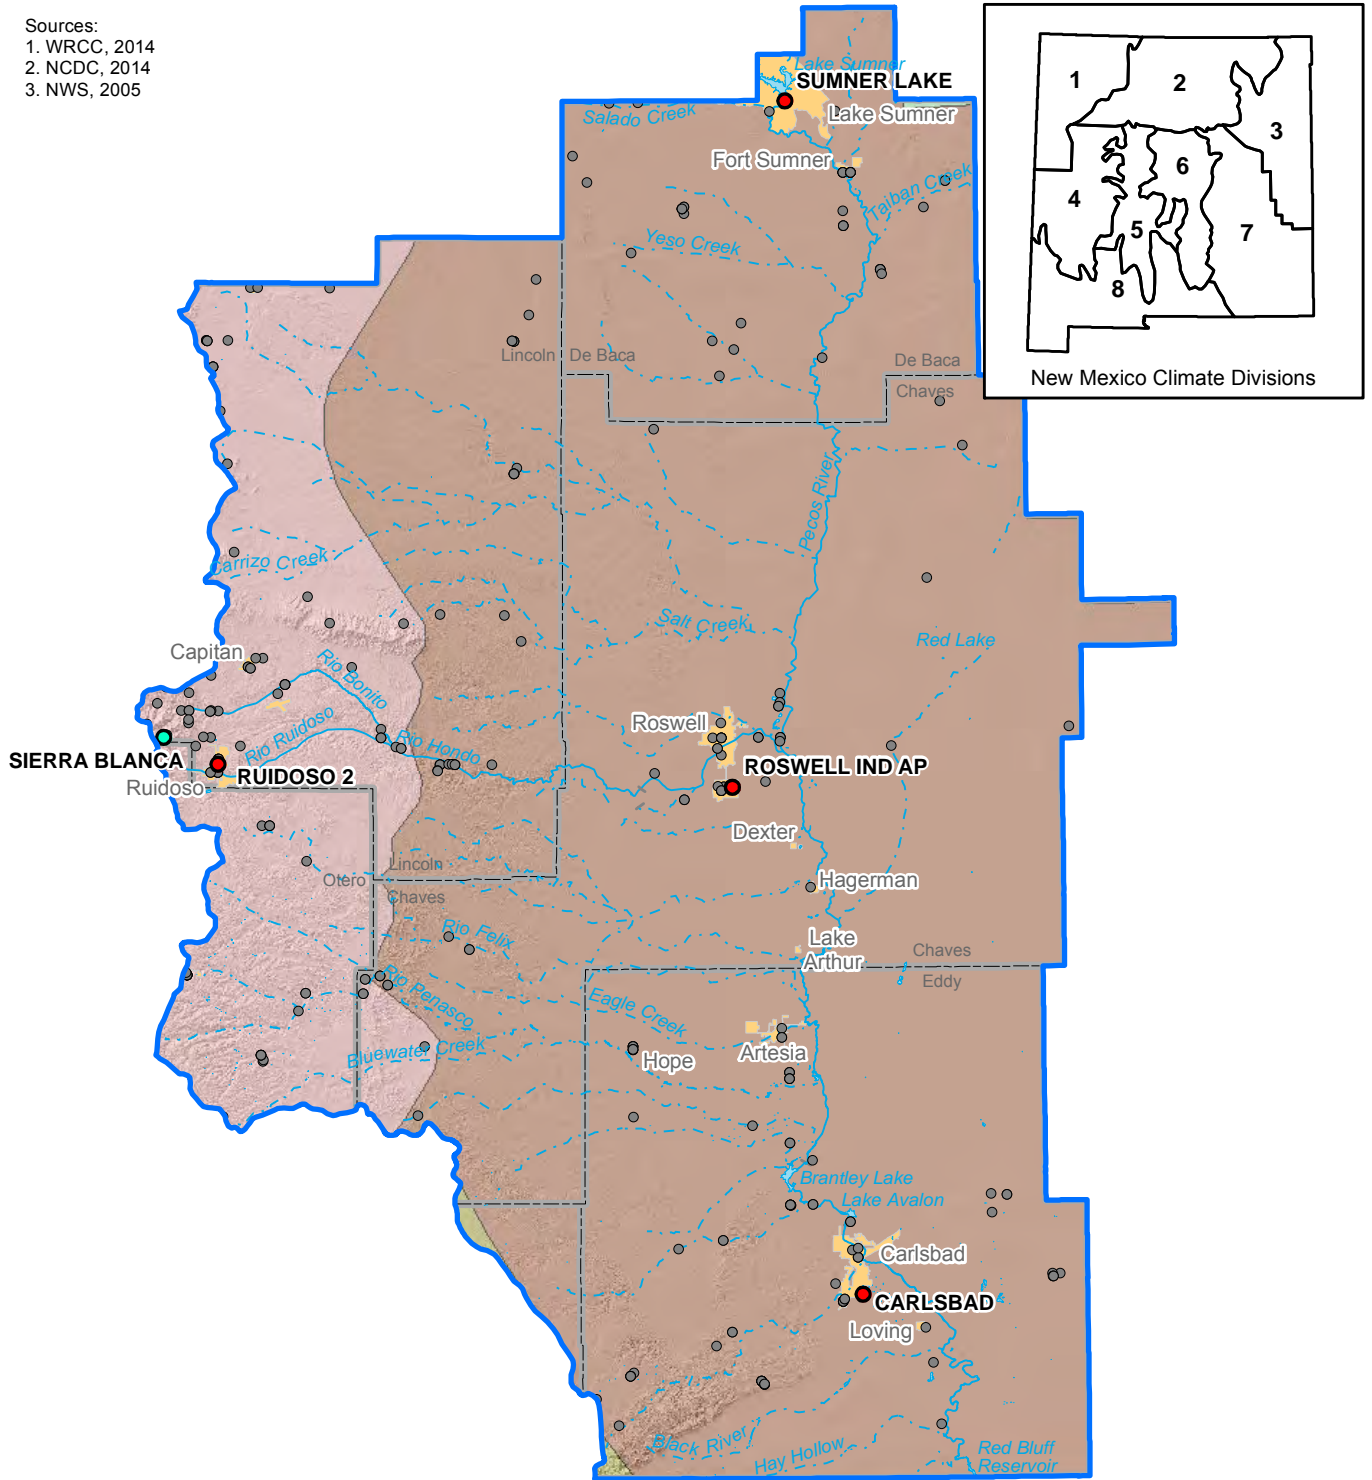 Sources:
1. WRCC, 2014
2. NCDC, 2014
3. NWS, 2005
1
2
3
4
5
6
7
8
New Mexico Climate Divisions
Lake Sumner
SUMNER LAKE
Lake Sumner
Salado Creek
Fort Sumner
Taiban Creek
Yeso Creek
Lincoln
De Baca
De Baca
Chaves
Pecos River
Carrizo Creek
Salt Creek
Red Lake
Capitan
Rio Bonito
Rio Ruidoso
Rio Hondo
Roswell
SIERRA BLANCA
RUIDOSO 2
Ruidoso
ROSWELL IND AP
Dexter
Lincoln
Otero
Chaves
Hagerman
Rio Felix
Lake
Arthur
Chaves
Eddy
Rio Penasco
Eagle Creek
Bluewater Creek
Hope
Artesia
Brantley Lake
Lake Avalon
Carlsbad
CARLSBAD
Loving
Black River
Hay Hollow
Red Bluff
Reservoir